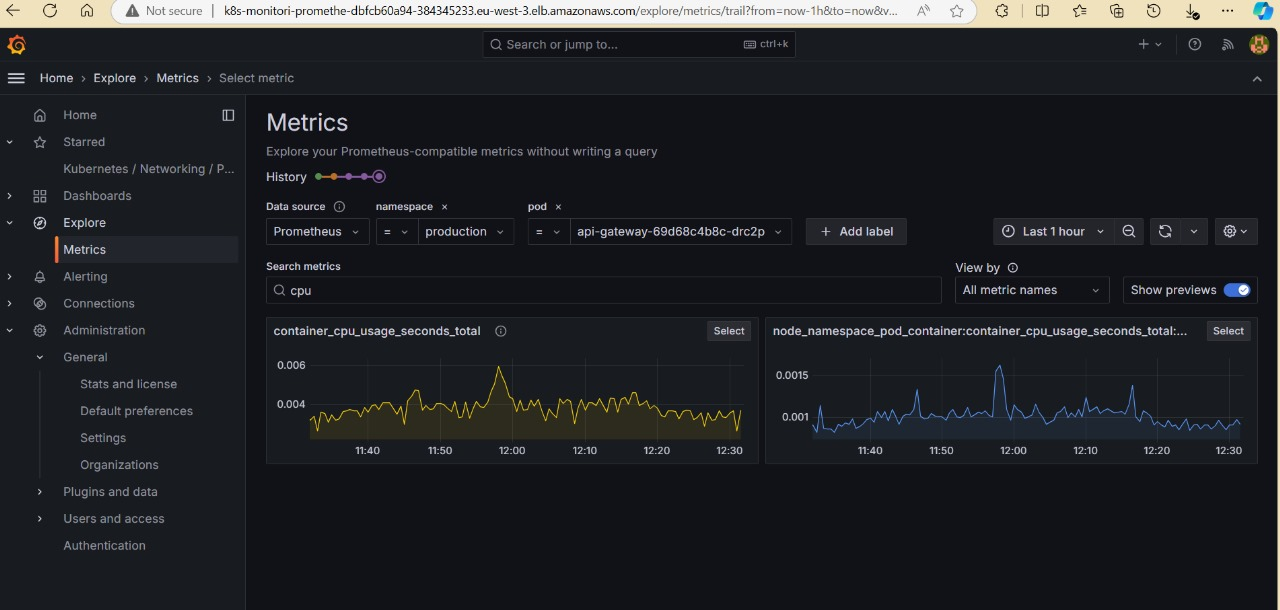 Not secure
k8s-monitori-promethe-dbfcb60a94-384345233.eu-west-3.elb.amazonaws.com/explore/metrics/trail?from=now-1h&to=now&v...
Search or jump to...
ctrl+k
Home › Explore › Metrics › Select metric
Home
Starred
Kubernetes / Networking / P...
Dashboards
Explore
Metrics
Alerting
Connections
Administration
General
Stats and license
Default preferences
Settings
Organizations
Plugins and data
Users and access
Authentication
Metrics
Explore your Prometheus-compatible metrics without writing a query
History
Data source namespace × pod ×
Prometheus = production = api-gateway-69d68c4b8c-drc2p + Add label Last 1 hour
Search metrics
View by
cpu
All metric names
Show previews
container_cpu_usage_seconds_total
Select
0.006
0.004
11:40 11:50 12:00 12:10 12:20 12:30
node_namespace_pod_container:container_cpu_usage_seconds_total:...
Select
0.0015
0.001
11:40 11:50 12:00 12:10 12:20 12:30